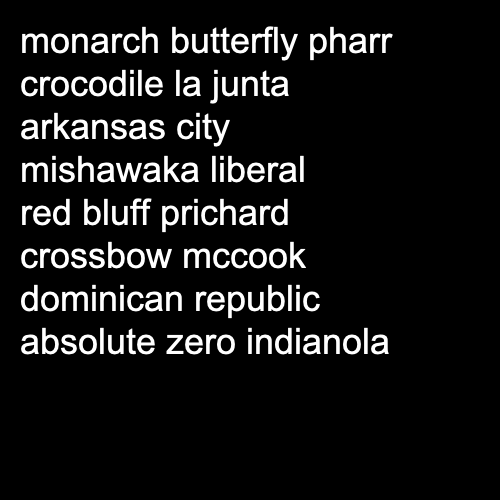 monarch butterfly pharr
crocodile la junta
arkansas city
mishawaka liberal
red bluff prichard
crossbow mccook
dominican republic
absolute zero indianola